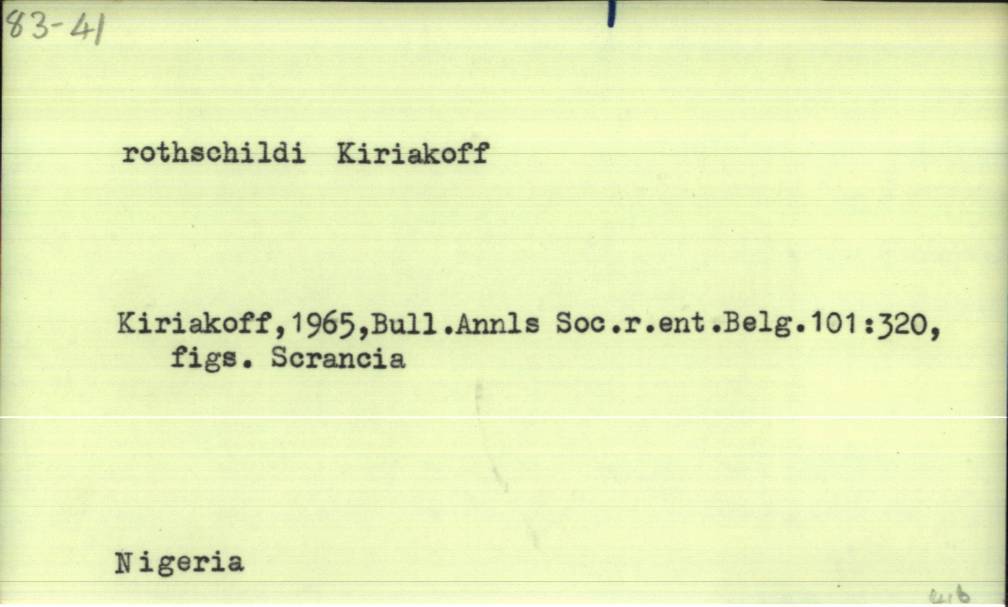 83-41
rothschildi Kiriakoff
Kiriakoff,1965,Bull.Annls Soc.r.ent.Belg.101:320,
figs. Scrancia
Nigeria